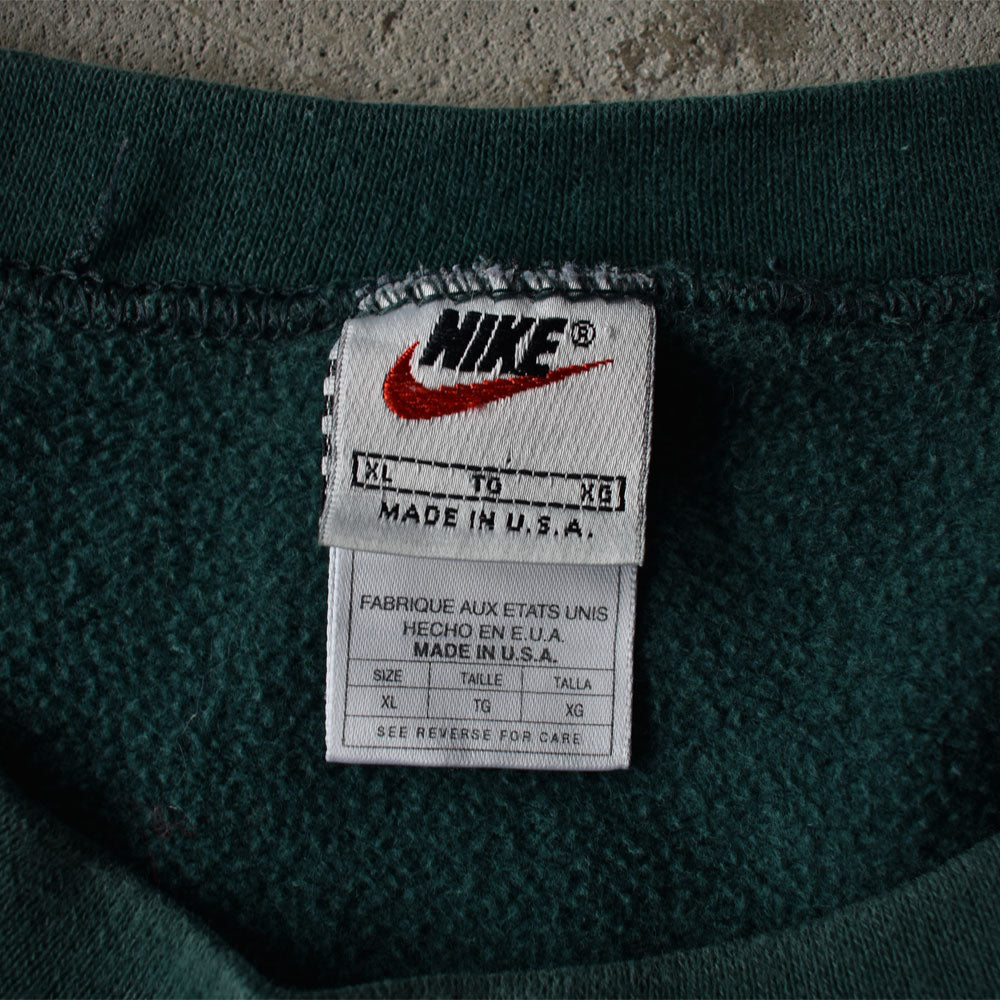 NIKE®
XL TG XG
MADE IN U.S.A.
FABRIQUE AUX ETATS UNIS
HECHO EN E.U.A.
MADE IN U.S.A.
SIZE TAILLE TALLA
XL TG XG
SEE REVERSE FOR CARE